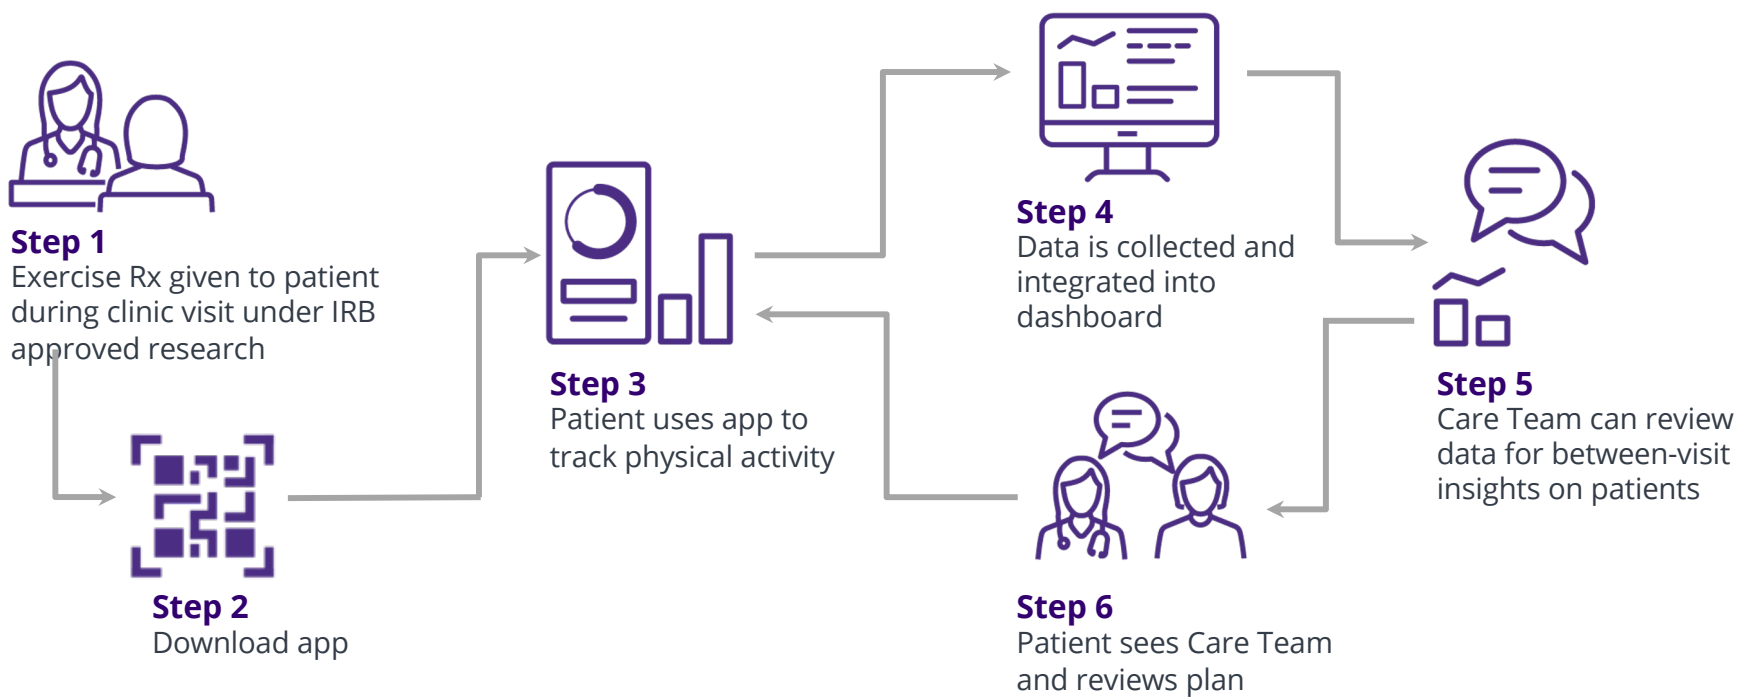 Step 1
Exercise Rx given to patient
during clinic visit under IRB
approved research
Step 2
Download app
Step 3
Patient uses app to
track physical activity
Step 4
Data is collected and
integrated into
dashboard
Step 5
Care Team can review
data for between-visit
insights on patients
Step 6
Patient sees Care Team
and reviews plan